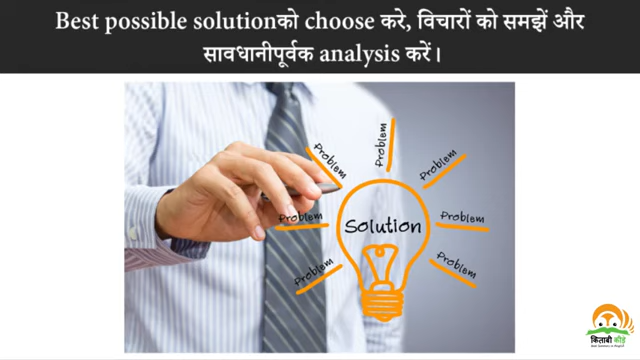 Best possible solutionको choose करे, विचारों को समझें और
सावधानीपूर्वक analysis करें।
Problem
Problem
Problem
Problem
Solution
Problem
Problem
Problem
किताबी कीड़े